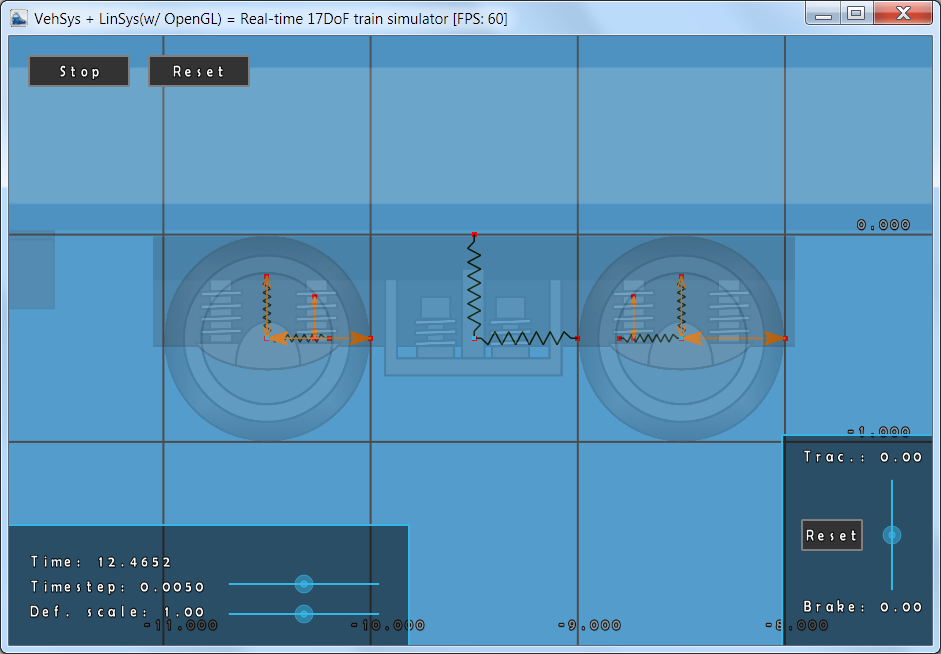 VehSys + LinSys(w/ OpenGL) = Real-time 17DoF train simulator [FPS: 60]
Stop Reset
0.000
-1.000
Trac.: 0.00
Reset
Time: 12.4652
Timestep: 0.0050
Brake: 0.00
Def. scale: 1.00
-11.000 -10.000 -9.000 -8.000